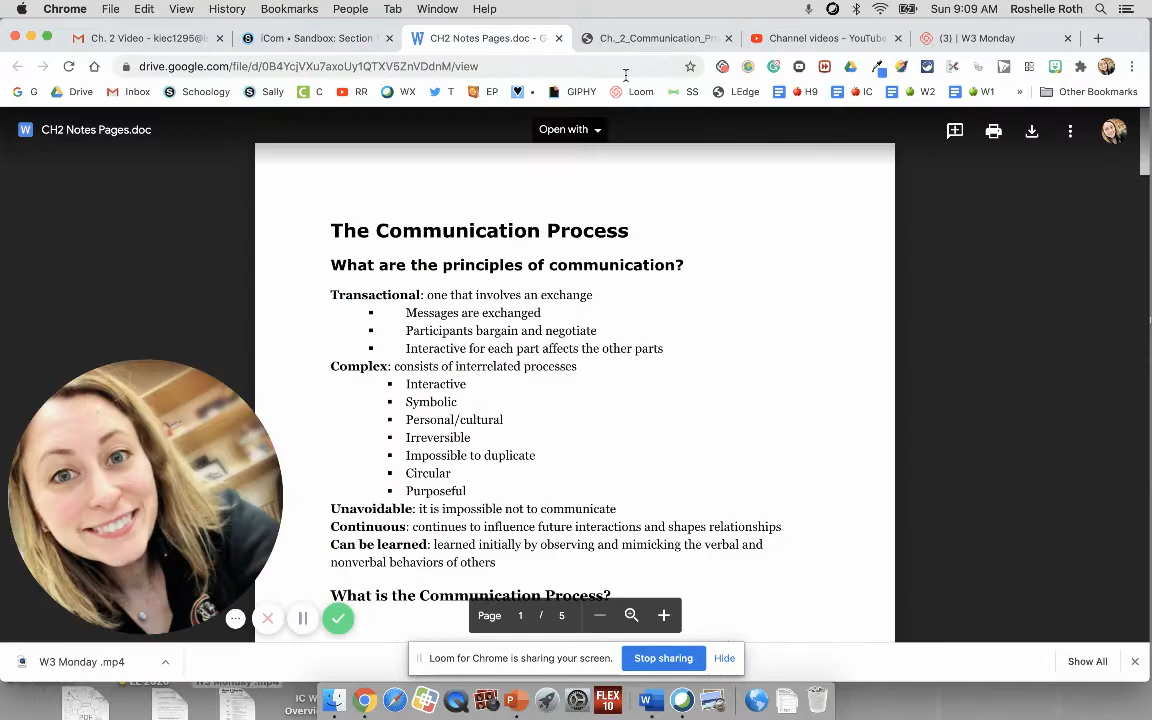 Chrome File Edit View History Bookmarks People Tab Window Help Sun 9:09 AM Roshelle Roth
Ch. 2 Video - kiec1295@i
iCom • Sandbox: Section
CH2 Notes Pages.doc - G
Ch._2_Communication_Pr
Channel videos - YouTube
(3) | W3 Monday
drive.google.com/file/d/0B4YcjVXu7axoUy1QTXV5ZnVDdnM/view
G Drive Inbox Schoology Sally C RR WX T EP • GIPHY Loom SS LEdge H9 IC W2 W1 » Other Bookmarks
W CH2 Notes Pages.doc
Open with
The Communication Process
What are the principles of communication?
Transactional: one that involves an exchange
▪ Messages are exchanged
▪ Participants bargain and negotiate
▪ Interactive for each part affects the other parts
Complex: consists of interrelated processes
▪ Interactive
▪ Symbolic
▪ Personal/cultural
▪ Irreversible
▪ Impossible to duplicate
▪ Circular
▪ Purposeful
Unavoidable: it is impossible not to communicate
Continuous: continues to influence future interactions and shapes relationships
Can be learned: learned initially by observing and mimicking the verbal and
nonverbal behaviors of others
What is the Communication Process?
Page 1 / 5
Loom for Chrome is sharing your screen. Stop sharing Hide
W3 Monday .mp4
Show All
IC W
Overvi
PDF
FLEX
10